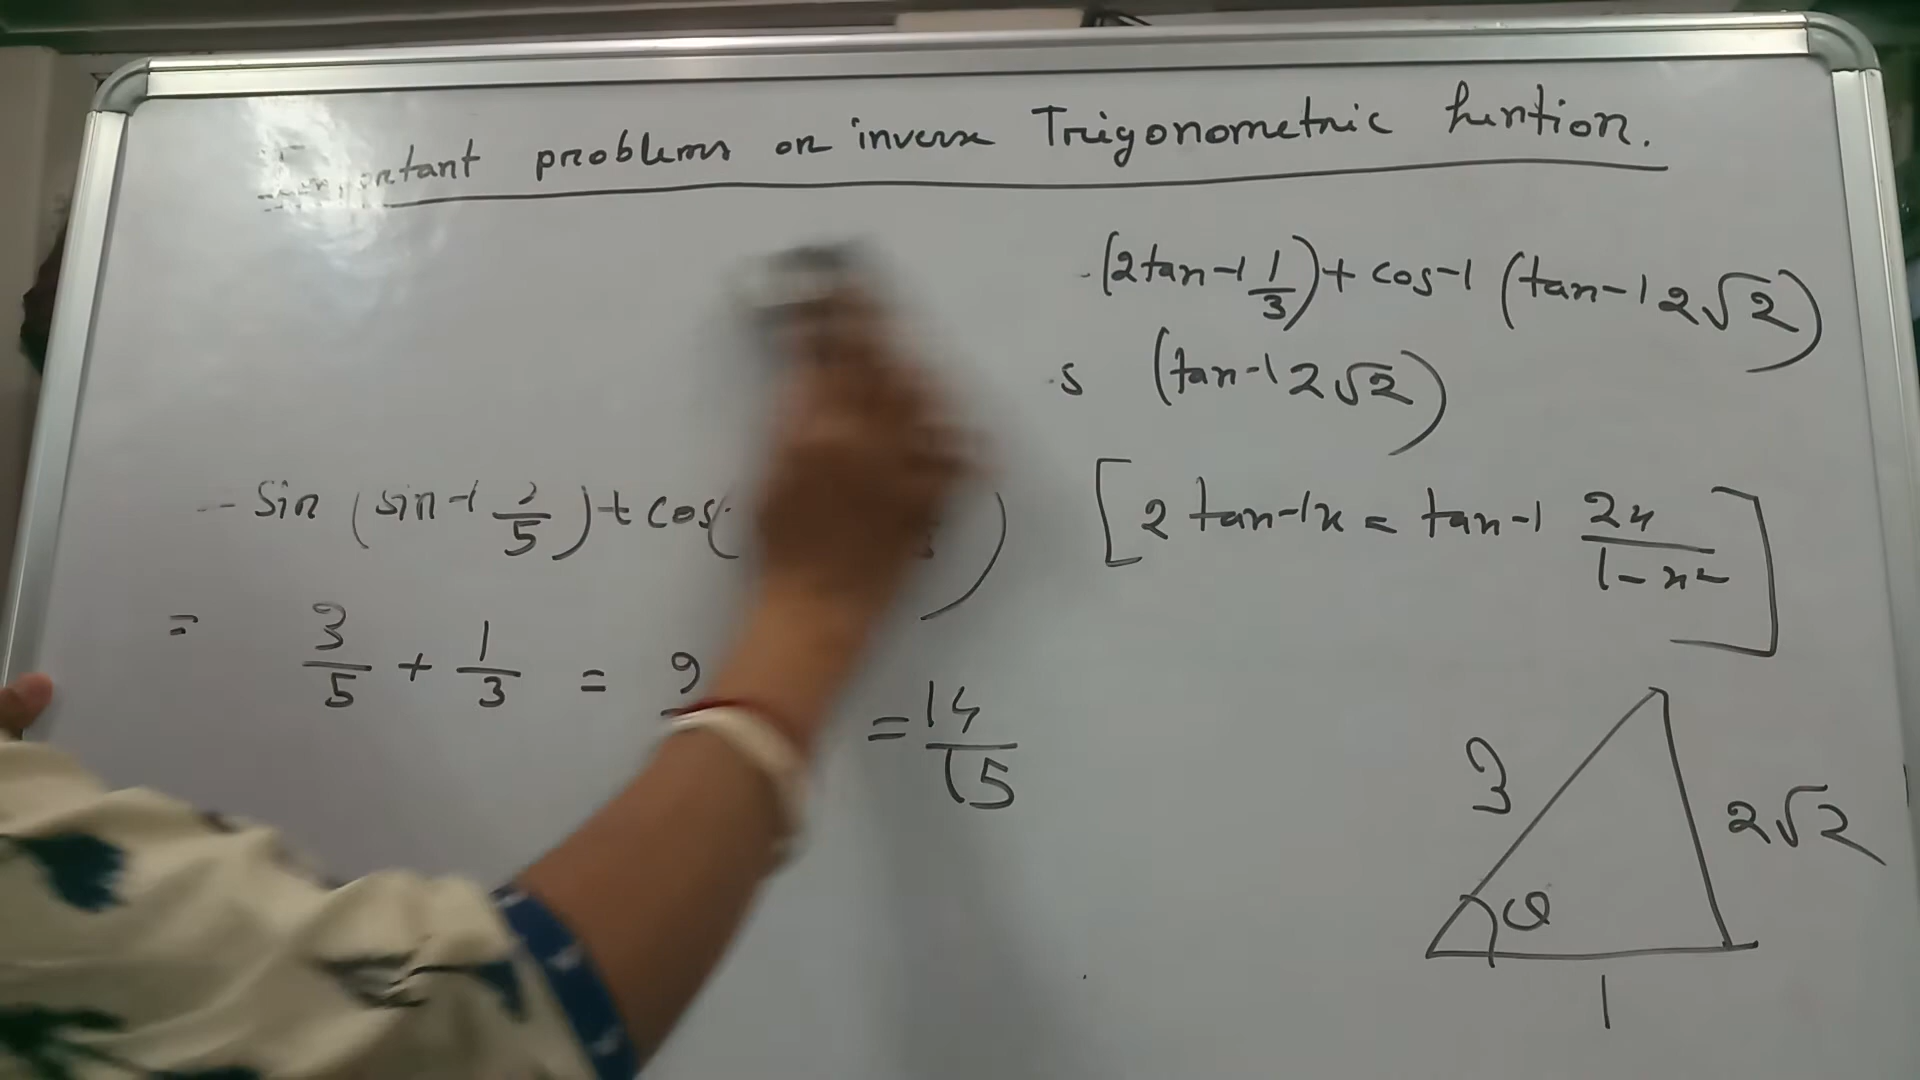 problems on inverse Trigonometric funtion.
(2tan-1 1/3) + cos-1 (tan-1 2√2)
s (tan-1 2√2)
- Sin (sin-1 3/5) + cos(
[2 tan-1x = tan-1 2x/1-x²]
= 3/5 + 1/3 = 9 = 14/15
3
2√2
θ
1